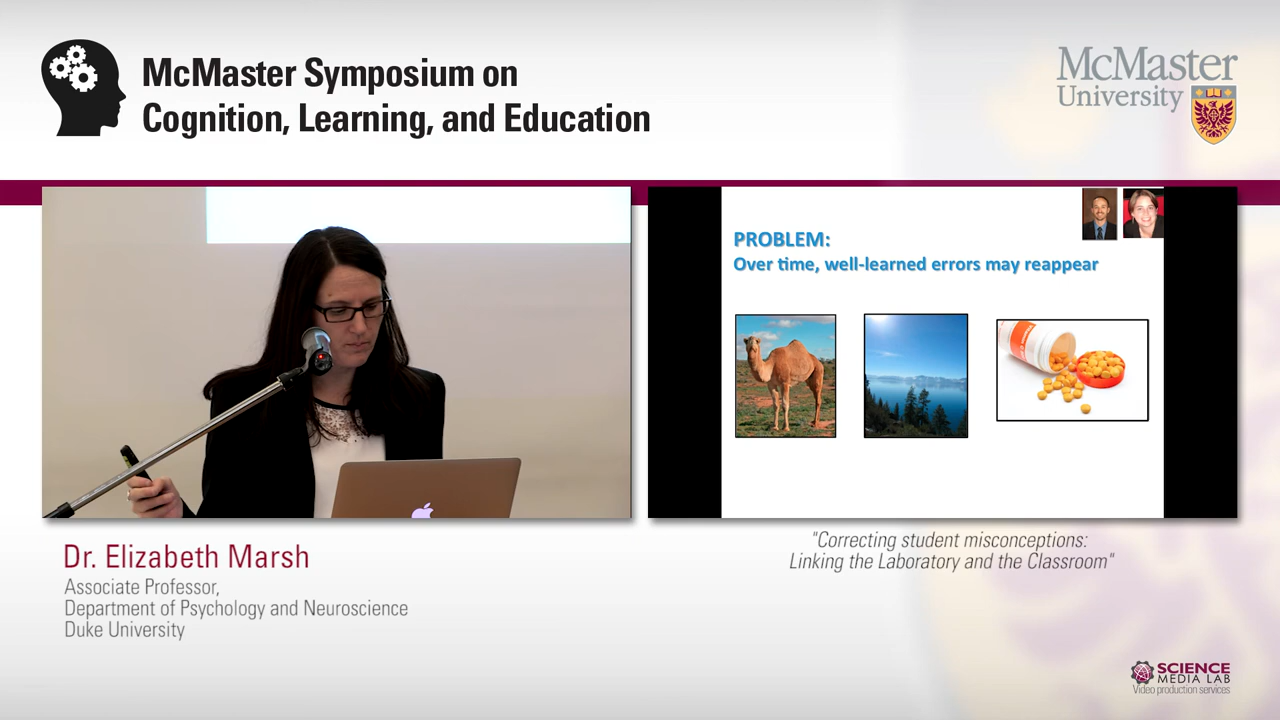 McMaster Symposium on
Cognition, Learning, and Education
McMaster
University
PROBLEM:
Over time, well-learned errors may reappear
Dr. Elizabeth Marsh
Associate Professor,
Department of Psychology and Neuroscience
Duke University
"Correcting student misconceptions:
Linking the Laboratory and the Classroom"
SCIENCE
MEDIA LAB
Video production services